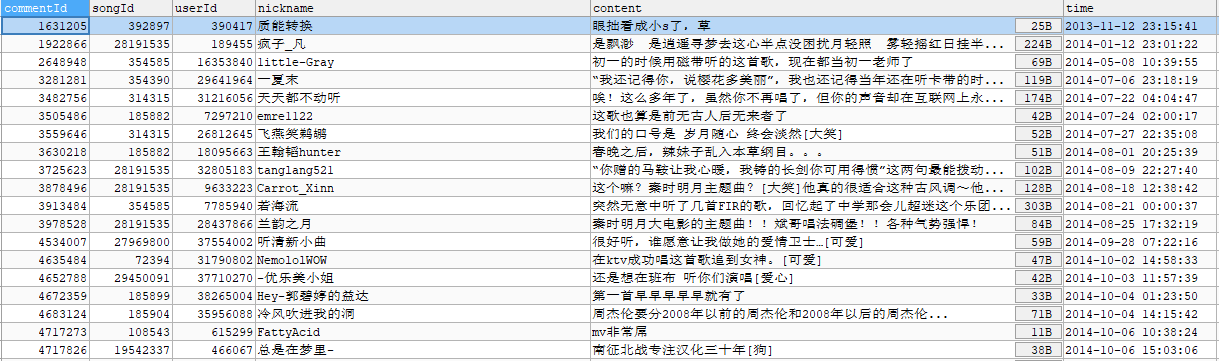 commentId songId userId nickname content time
1631205 392897 390417 质能转换 眼拙看成小s了，草 25B 2013-11-12 23:15:41
1922866 28191535 189455 疯子_凡 是飘渺 是逍遥寻梦去这心半点没困扰月轻照 雾轻摇红日挂半... 224B 2014-01-12 23:01:22
2648948 354585 16353840 little-Gray 初一的时候用磁带听的这首歌，现在都当初一老师了 69B 2014-05-08 10:39:55
3281281 354390 29641964 一夏末 “我还记得你，说樱花多美丽”，我也还记得当年还在听卡带的时... 119B 2014-07-06 23:18:19
3482756 314315 31216056 天天都不动听 唉！这么多年了，虽然你不再唱了，但你的声音却在互联网上永... 174B 2014-07-22 04:04:47
3505486 185882 7297210 emre1122 这歌也算是前无古人后无来者了 42B 2014-07-24 02:00:17
3559646 314315 26812645 飞燕笑鹈鹕 我们的口号是 岁月随心 终会淡然[大笑] 52B 2014-07-27 22:35:08
3630218 185882 18095663 王翰韬hunter 春晚之后，辣妹子乱入本草纲目。。。 51B 2014-08-01 20:25:39
3725623 28191535 32805183 tanglang521 “你赠的马鞍让我心暖，我铸的长剑你可用得惯”这两句最能拨动... 102B 2014-08-09 22:27:40
3878496 28191535 9633223 Carrot_Xinn 这个嘛？秦时明月主题曲？[大笑]他真的很适合这种古风调～他... 128B 2014-08-18 12:38:42
3913484 354585 7785940 若海流 突然无意中听了几首FIR的歌，回忆起了中学那会儿超迷这个乐团... 303B 2014-08-21 00:00:37
3978528 28191535 28437866 兰韵之月 秦时明月大电影的主题曲！！斌哥唱法碉堡！！各种气势强悍！ 84B 2014-08-25 17:32:19
4534007 27969800 37554002 听清新小曲 很好听，谁愿意让我做她的爱情卫士…[可爱] 59B 2014-09-28 07:22:16
4635484 72394 31790802 NemololWOW 在ktv成功唱这首歌追到女神。[可爱] 47B 2014-10-02 14:58:33
4652788 29450091 37710270 -优乐美小姐 还是想在班布 听你们演唱[爱心] 42B 2014-10-03 11:57:39
4672359 185899 38265004 Hey-郭碧婷的益达 第一首早早早早早就有了 33B 2014-10-04 01:23:50
4683124 185904 35956088 冷风吹进我的洞 周杰伦要分2008年以前的周杰伦和2008年以后的周杰伦... 71B 2014-10-04 14:15:42
4717273 108543 615299 FattyAcid mv非常屌 11B 2014-10-06 10:38:24
4717826 19542337 466067 总是在梦里- 南征北战专注汉化三十年[狗] 38B 2014-10-06 15:03:06